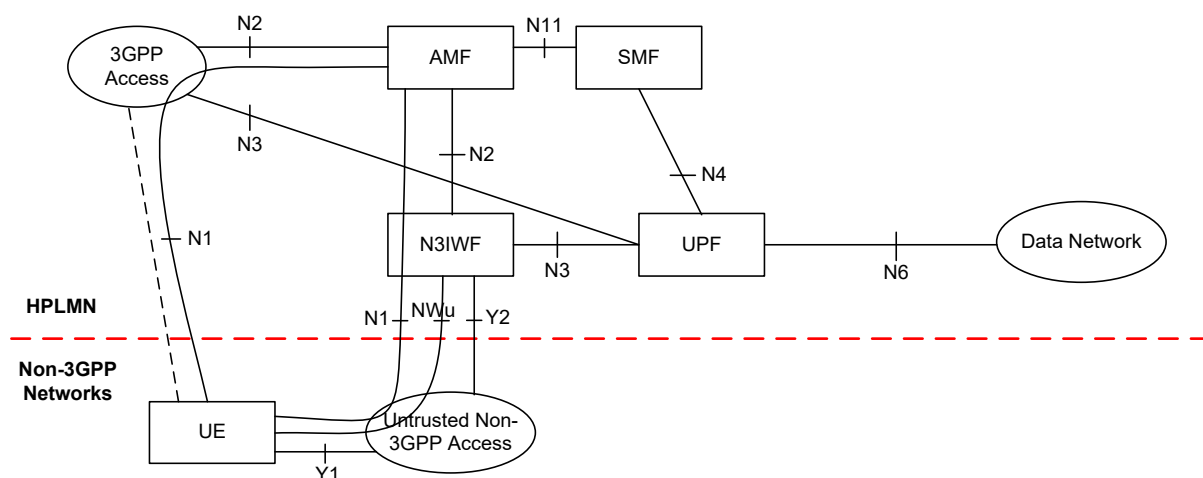 N2
3GPP
Access
AMF
N11
SMF
N3
N2
N4
N1
N3IWF
N3
UPF
N6
Data Network
HPLMN
N1
NWu
Y2
Non-3GPP
Networks
UE
Untrusted Non-
3GPP Access
Y1